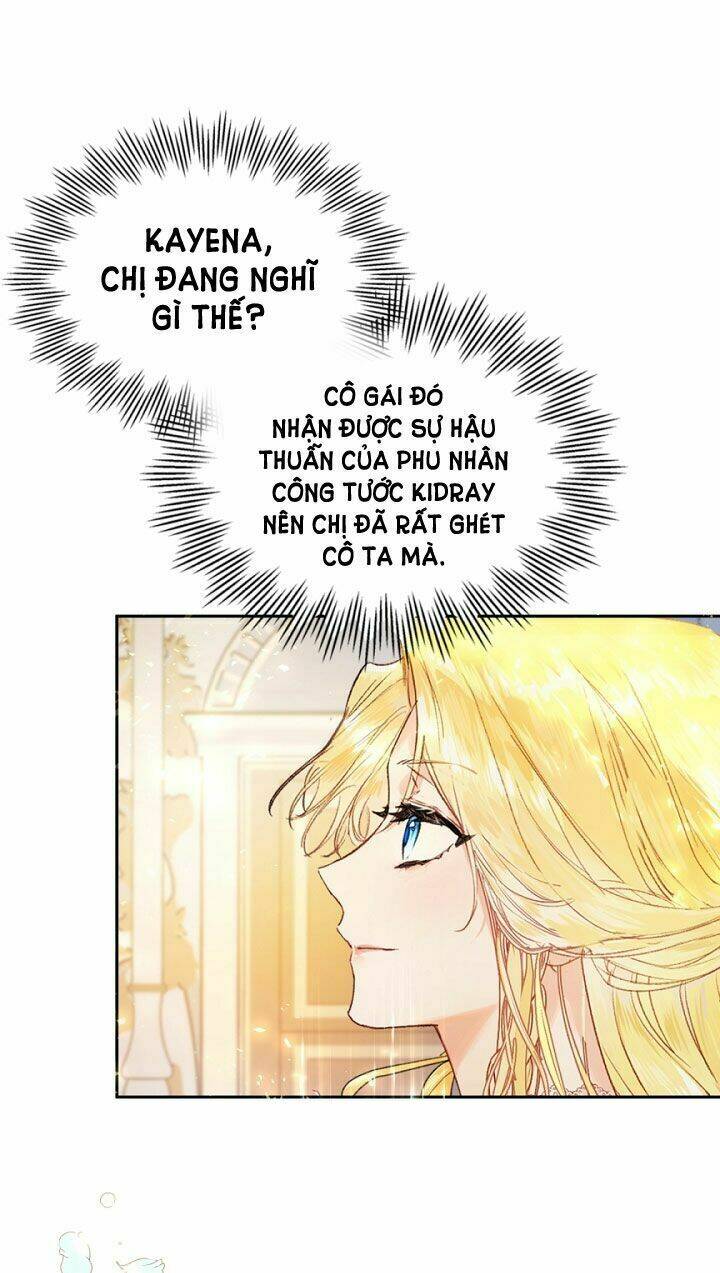 KAYENA,
CHỊ ĐANG NGHĨ
GÌ THẾ?
CÔ GÁI ĐÓ
NHẬN ĐƯỢC SỰ HẬU
THUẪN CỦA PHU NHÂN
CÔNG TƯỚC KIDRAY
NÊN CHỊ ĐÃ RẤT GHÉT
CÔ TA MÀ.